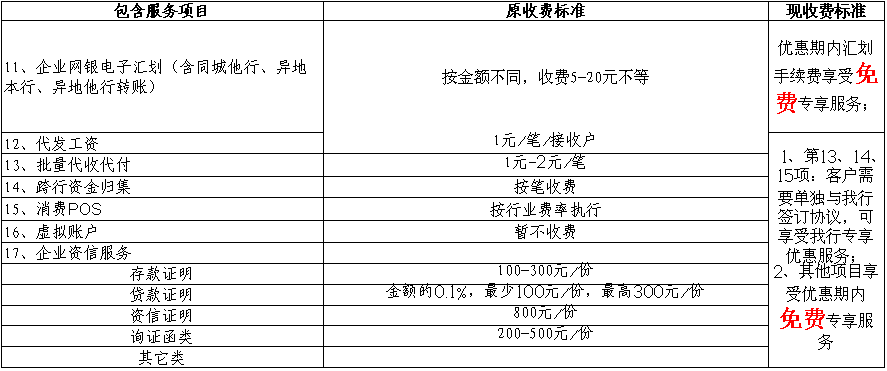 包含服务项目
原收费标准
现收费标准
11、企业网银电子汇划（含同城他行、异地
本行、异地他行转账）
按金额不同，收费5-20元不等
优惠期内汇划
手续费享受免
费专享服务；
12、代发工资
1元/笔/接收户
13、批量代收代付
1元-2元/笔
14、跨行资金归集
按笔收费
15、消费POS
按行业费率执行
16、虚拟账户
暂不收费
17、企业资信服务
存款证明
100-300元/份
贷款证明
金额的0.1%，最少100元/份，最高300元/份
资信证明
800元/份
询证函类
200-500元/份
其它类
1、第13、14、
15项：客户需
要单独与我行
签订协议，可
享受我行专享
优惠服务；
2、其他项目享
受优惠期内
免费专享服
务